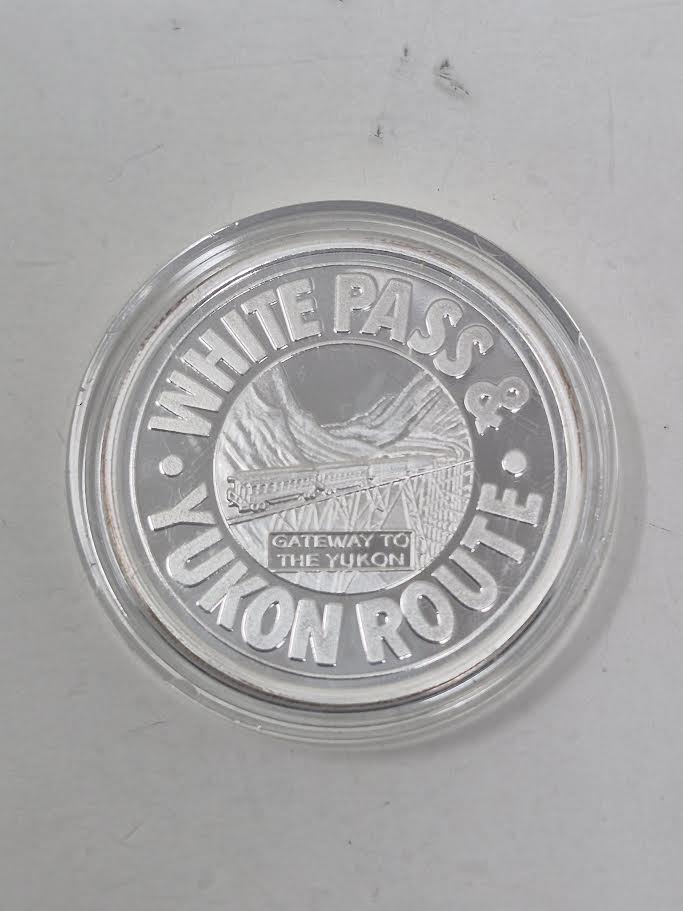 WHITE PASS &
YUKON ROUTE
GATEWAY TO
THE YUKON